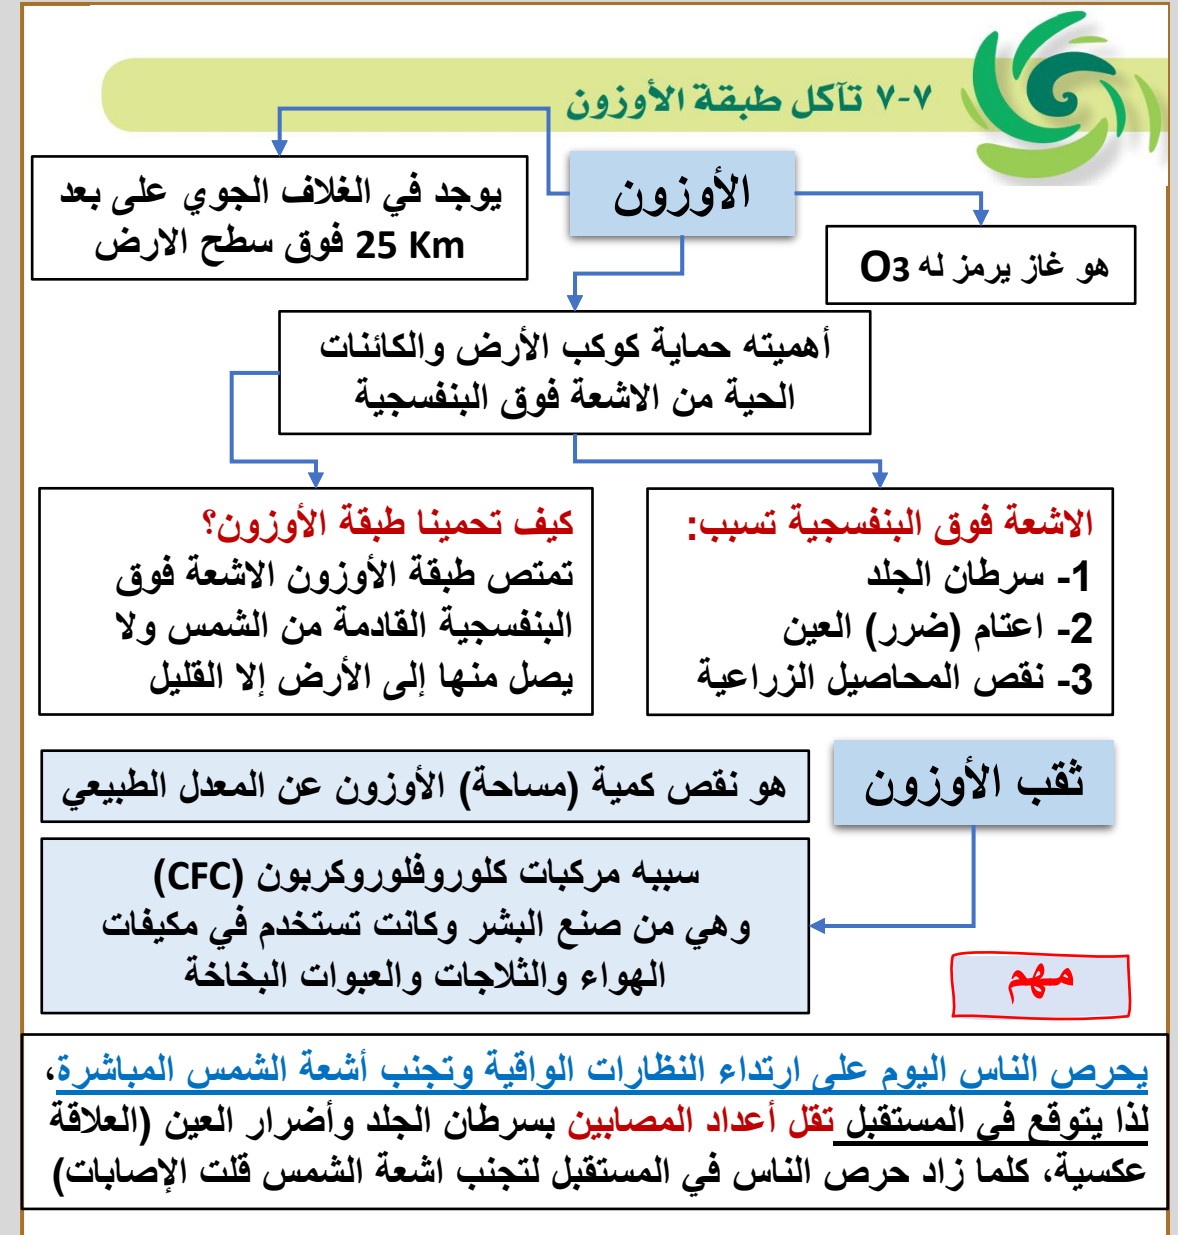 ٧-٧ تآكل طبقة الأوزون
الأوزون
هو غاز يرمز له O3
يوجد في الغلاف الجوي على بعد
25 Km فوق سطح الارض
أهميته حماية كوكب الأرض والكائنات
الحية من الاشعة فوق البنفسجية
الاشعة فوق البنفسجية تسبب:
1- سرطان الجلد
2- اعتام (ضرر) العين
3- نقص المحاصيل الزراعية
كيف تحمينا طبقة الأوزون؟
تمتص طبقة الأوزون الاشعة فوق
البنفسجية القادمة من الشمس ولا
يصل منها إلى الأرض إلا القليل
ثقب الأوزون
هو نقص كمية (مساحة) الأوزون عن المعدل الطبيعي
سببه مركبات كلوروفلوروكربون (CFC)
وهي من صنع البشر وكانت تستخدم في مكيفات
الهواء والثلاجات والعبوات البخاخة
مهم
يحرص الناس اليوم على ارتداء النظارات الواقية وتجنب أشعة الشمس المباشرة،
لذا يتوقع في المستقبل تقل أعداد المصابين بسرطان الجلد وأضرار العين (العلاقة
عكسية، كلما زاد حرص الناس في المستقبل لتجنب اشعة الشمس قلت الإصابات)